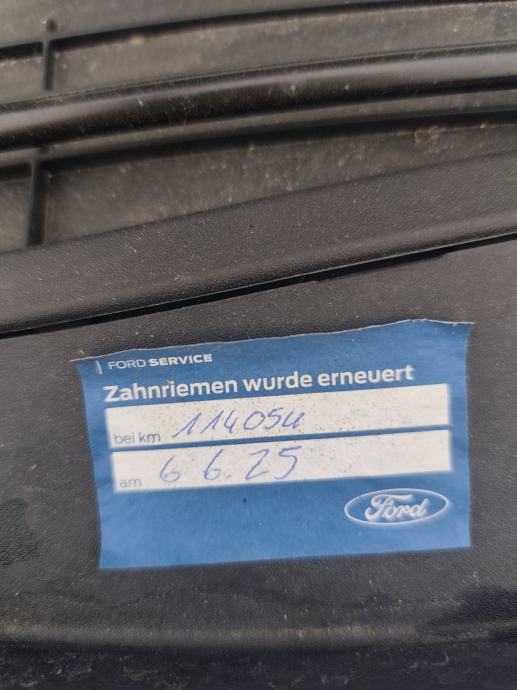 FORD SERVICE
Zahnriemen wurde erneuert
bei km 114054
am 6 6 25
Ford